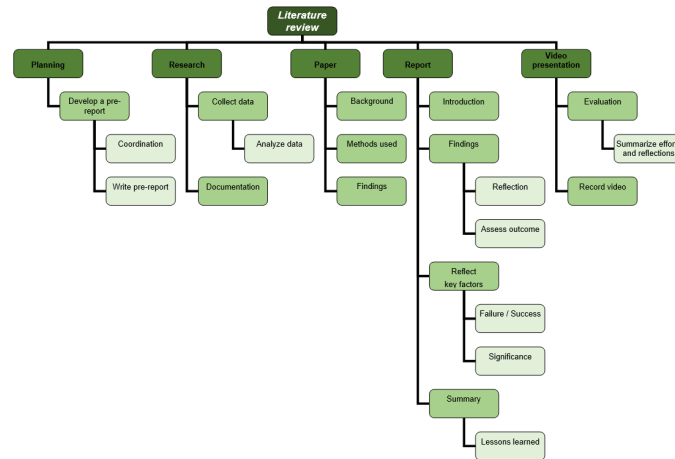 Literature
review
Planning
Research
Paper
Report
Video
presentation
Develop a pre-
report
Collect data
Background
Introduction
Evaluation
Coordination
Analyze data
Methods used
Findings
Summarize effor
and reflections
Write pre-report
Documentation
Findings
Reflection
Record video
Assess outcome
Reflect
key factors
Failure / Success
Significance
Summary
Lessons learned